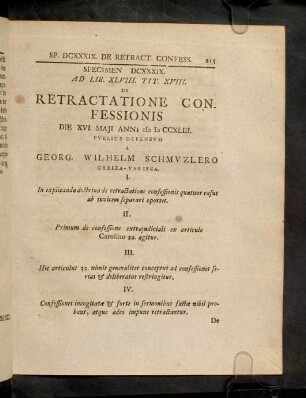 SP. DCXXXIX. DE RETRACT. CONFESS. 215
SPECIMEN DCXXXIX.
AD LIB. XLVIII. TIT. XVIII.
DE
RETRACTATIONE CON-
FESSIONIS
DIE XVI. MAJI ANNI cIɔ Iɔ CCXLIII.
PVBLICE DEFENSVM
A
GEORG. WILHELM SCHMVZLERO
I.
In explicanda doctrina de retractatione confessionis quatuor casus
ab invicem separari oportet.
II.
Primum de confessione extrajudiciali ex articulo
Carolino 32. agitur.
III.
Hic articulus 32. nimis generaliter conceptus ad confessiones se-
rias & deliberatas restringitur.
IV.
Confessiones incogitatæ & forte in sermonibus factæ nihil pro-
bant, atque adeo impune retractantur.
De